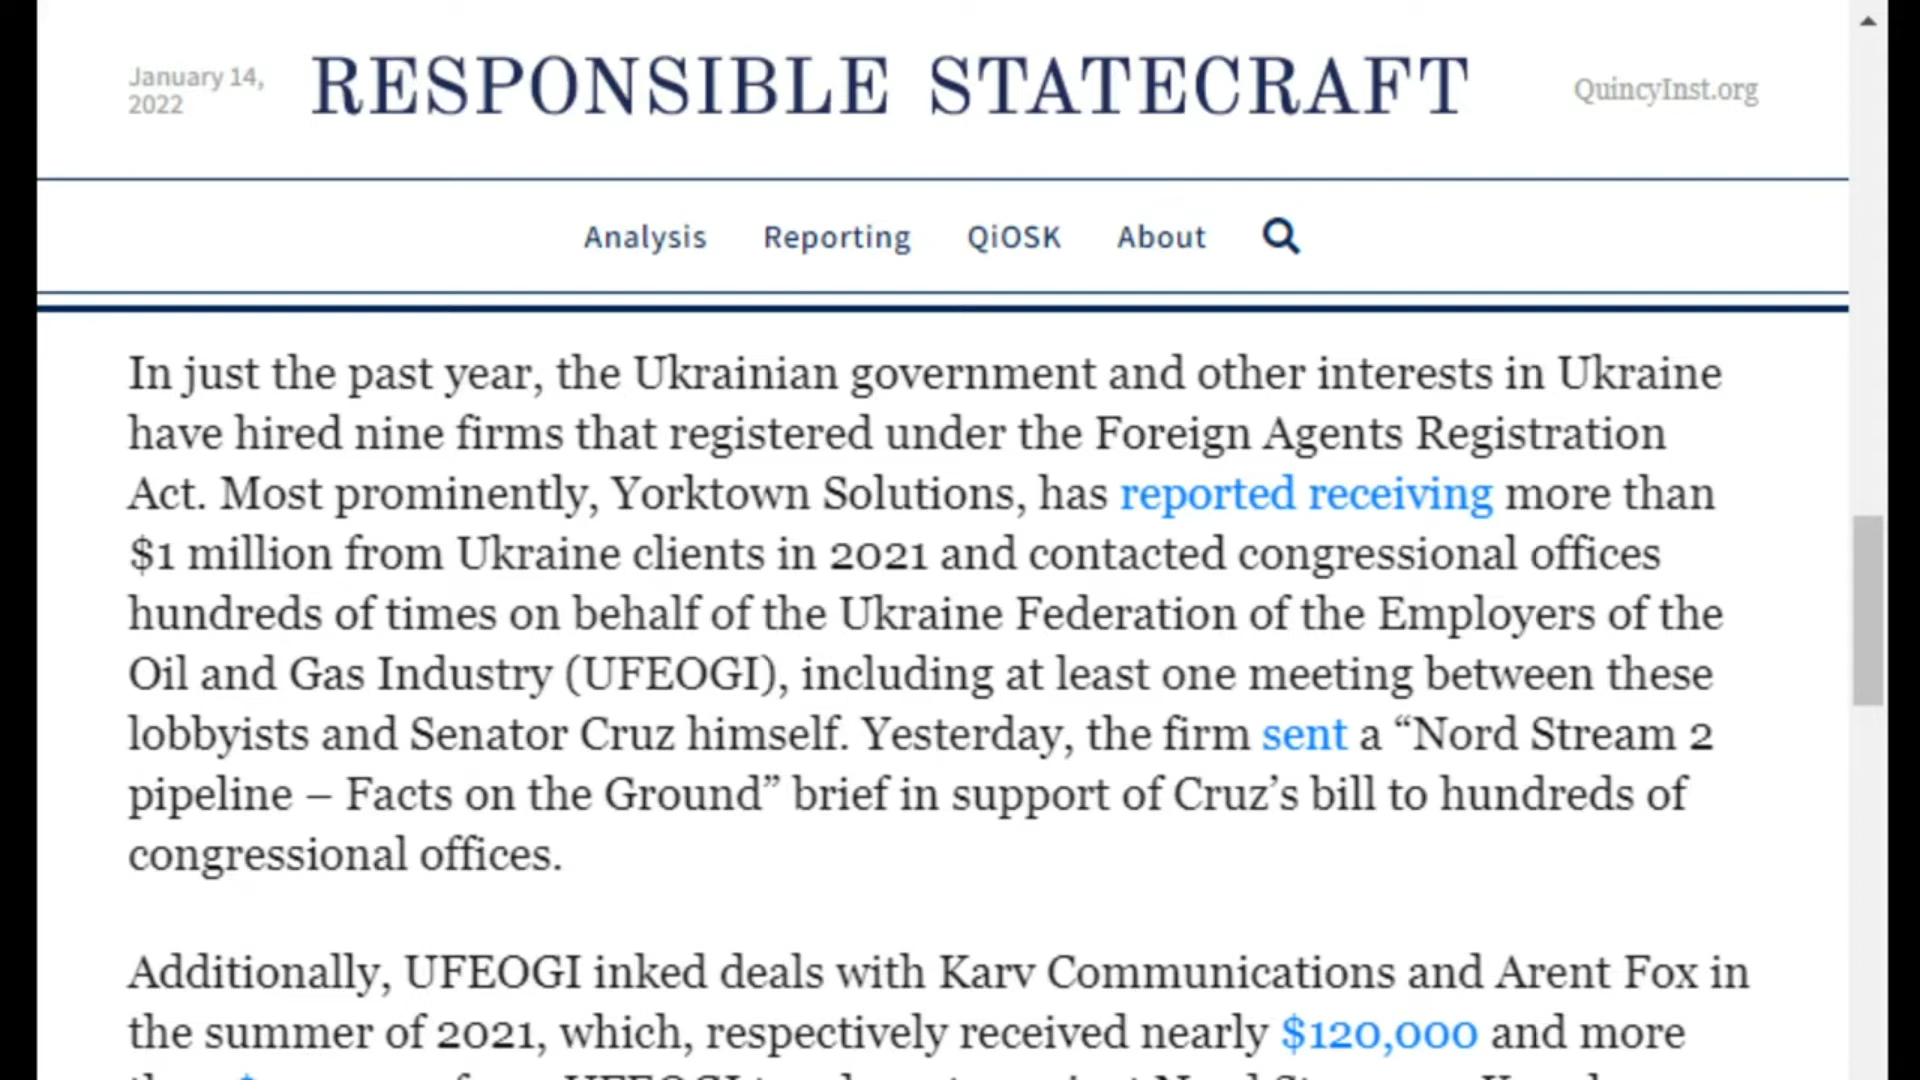 January 14,
2022
RESPONSIBLE STATECRAFT
QuincyInst.org
Analysis Reporting QiOSK About
In just the past year, the Ukrainian government and other interests in Ukraine
have hired nine firms that registered under the Foreign Agents Registration
Act. Most prominently, Yorktown Solutions, has reported receiving more than
$1 million from Ukraine clients in 2021 and contacted congressional offices
hundreds of times on behalf of the Ukraine Federation of the Employers of the
Oil and Gas Industry (UFEOGI), including at least one meeting between these
lobbyists and Senator Cruz himself. Yesterday, the firm sent a “Nord Stream 2
pipeline – Facts on the Ground” brief in support of Cruz’s bill to hundreds of
congressional offices.
Additionally, UFEOGI inked deals with Karv Communications and Arent Fox in
the summer of 2021, which, respectively received nearly $120,000 and more